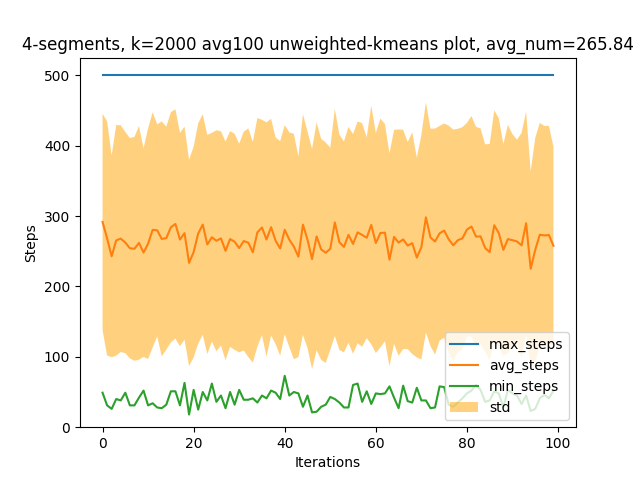 4-segments, k=2000 avg100 unweighted-kmeans plot, avg_num=265.84
500
400
300
200
100
0
Steps
max_steps
avg_steps
min_steps
std
0
20
40
60
80
100
Iterations